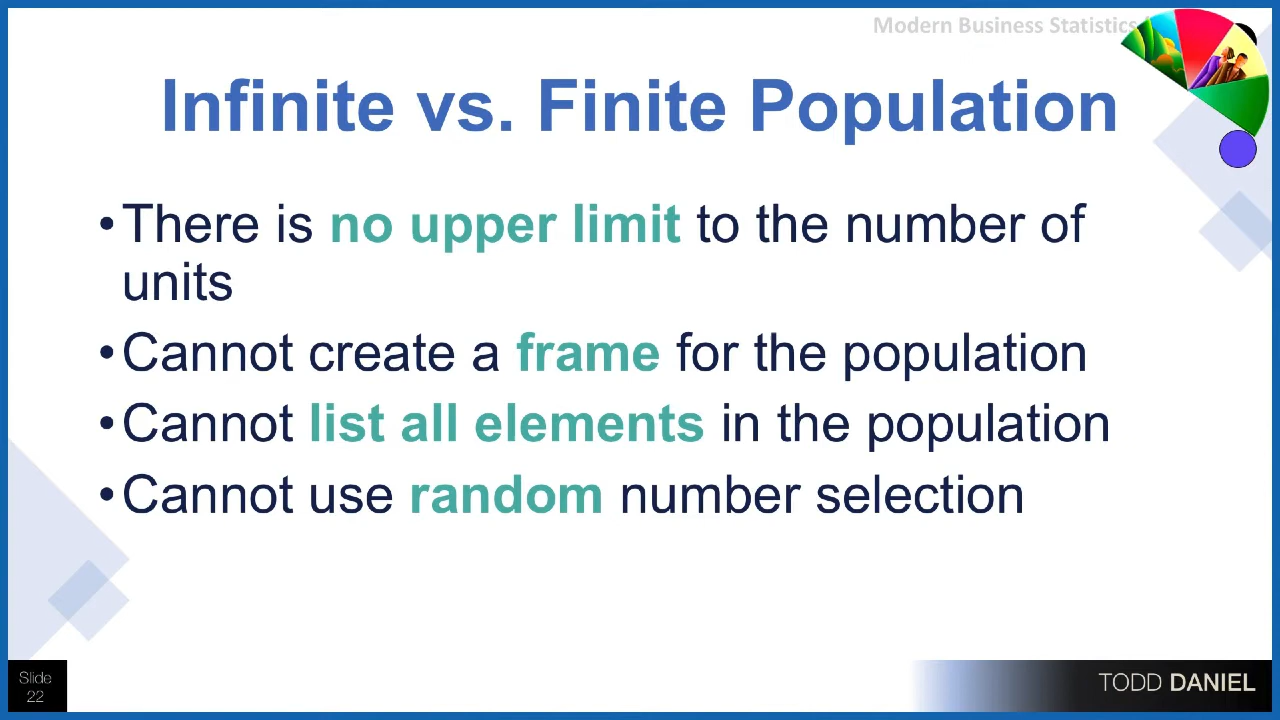 Modern Business Statistics
Infinite vs. Finite Population
•There is no upper limit to the number of
units
•Cannot create a frame for the population
•Cannot list all elements in the population
•Cannot use random number selection
Slide
22
TODD DANIEL